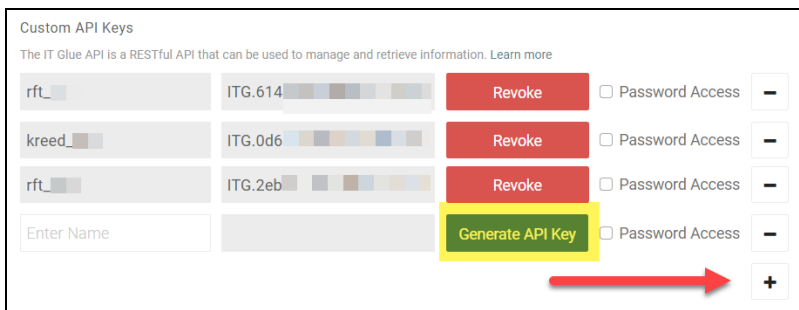 Custom API Keys
The IT Glue API is a RESTful API that can be used to manage and retrieve information. Learn more
rft_ ITG.614 Revoke Password Access −
kreed_ ITG.0d6 Revoke Password Access −
rft_ ITG.2eb Revoke Password Access −
Enter Name Generate API Key Password Access −
+